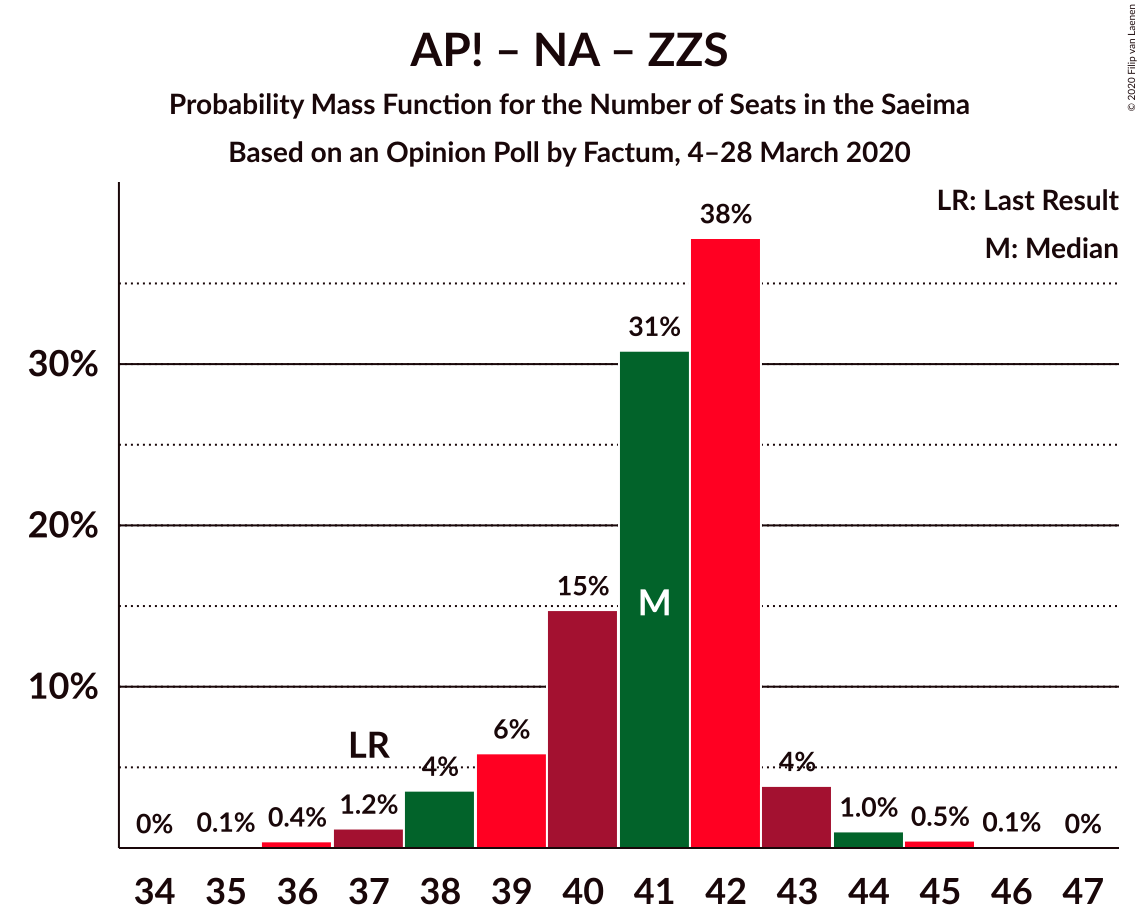 AP! – NA – ZZS
Probability Mass Function for the Number of Seats in the Saeima
Based on an Opinion Poll by Factum, 4–28 March 2020
© 2020 Filip van Laenen
LR: Last Result
M: Median
38%
31%
30%
20%
15%
M
10%
LR
6%
4%
4%
0%
0.1%
0.4%
1.2%
1.0%
0.5%
0.1%
0%
34 35 36 37 38 39 40 41 42 43 44 45 46 47